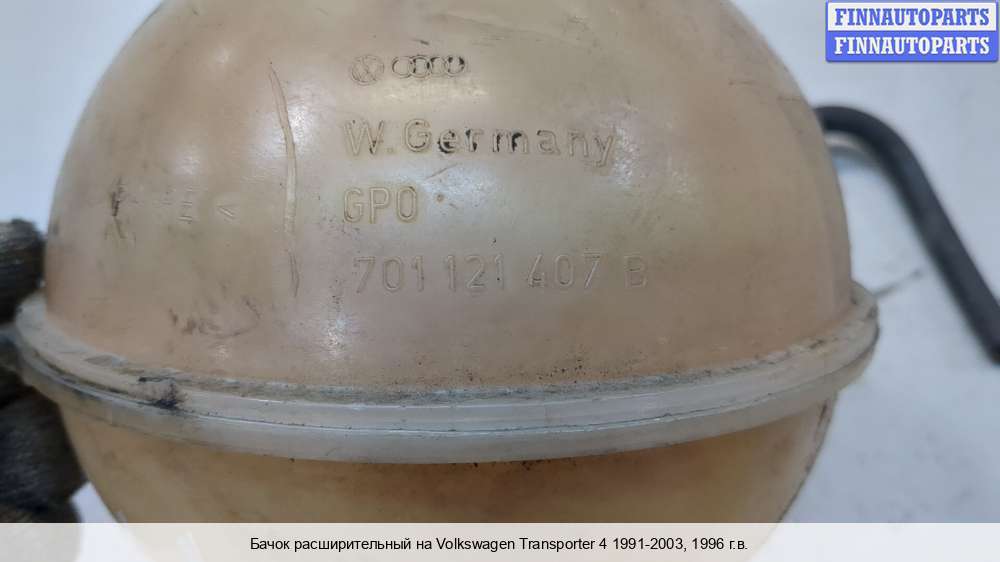 FINNAUTOPARTS
FINNAUTOPARTS
W.Germany
GPO
701 121 407 B
Бачок расширительный на Volkswagen Transporter 4 1991-2003, 1996 г.в.